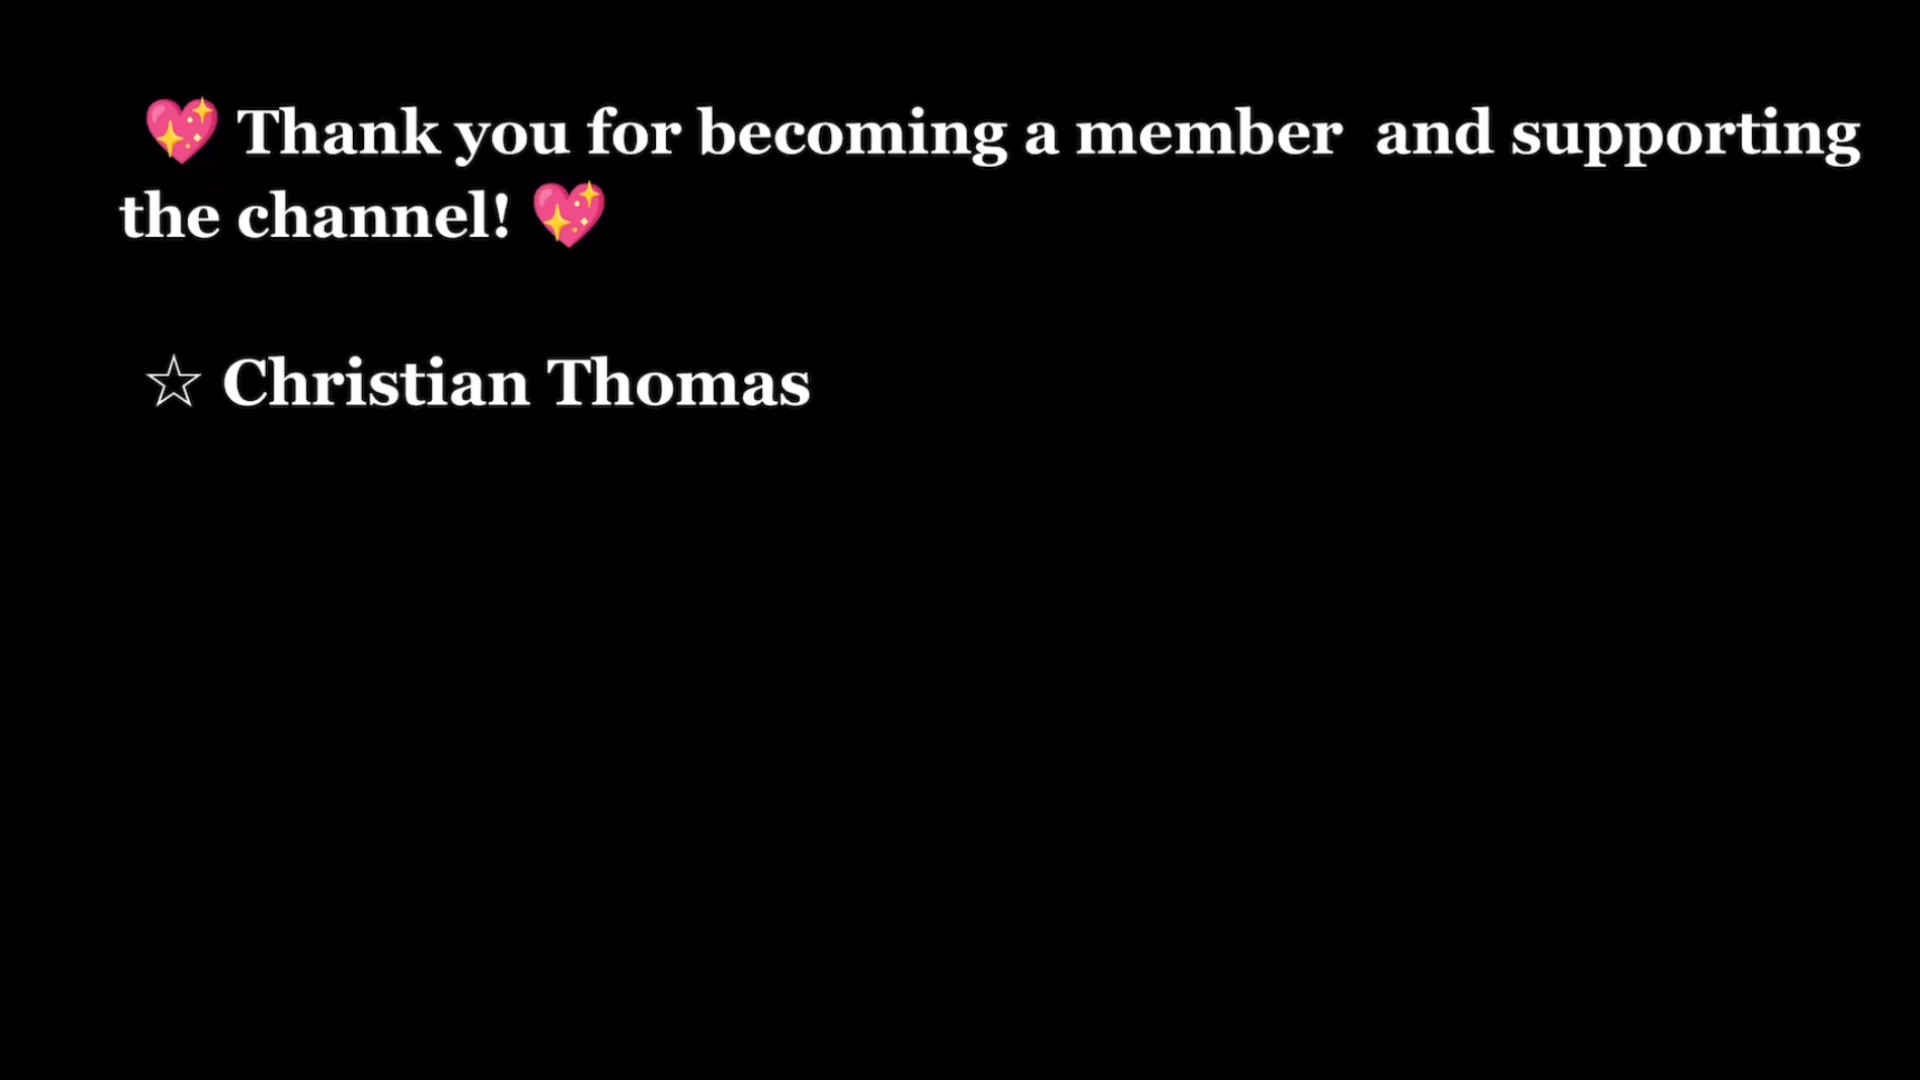 💖 Thank you for becoming a member  and supporting
the channel! 💖
☆ Christian Thomas